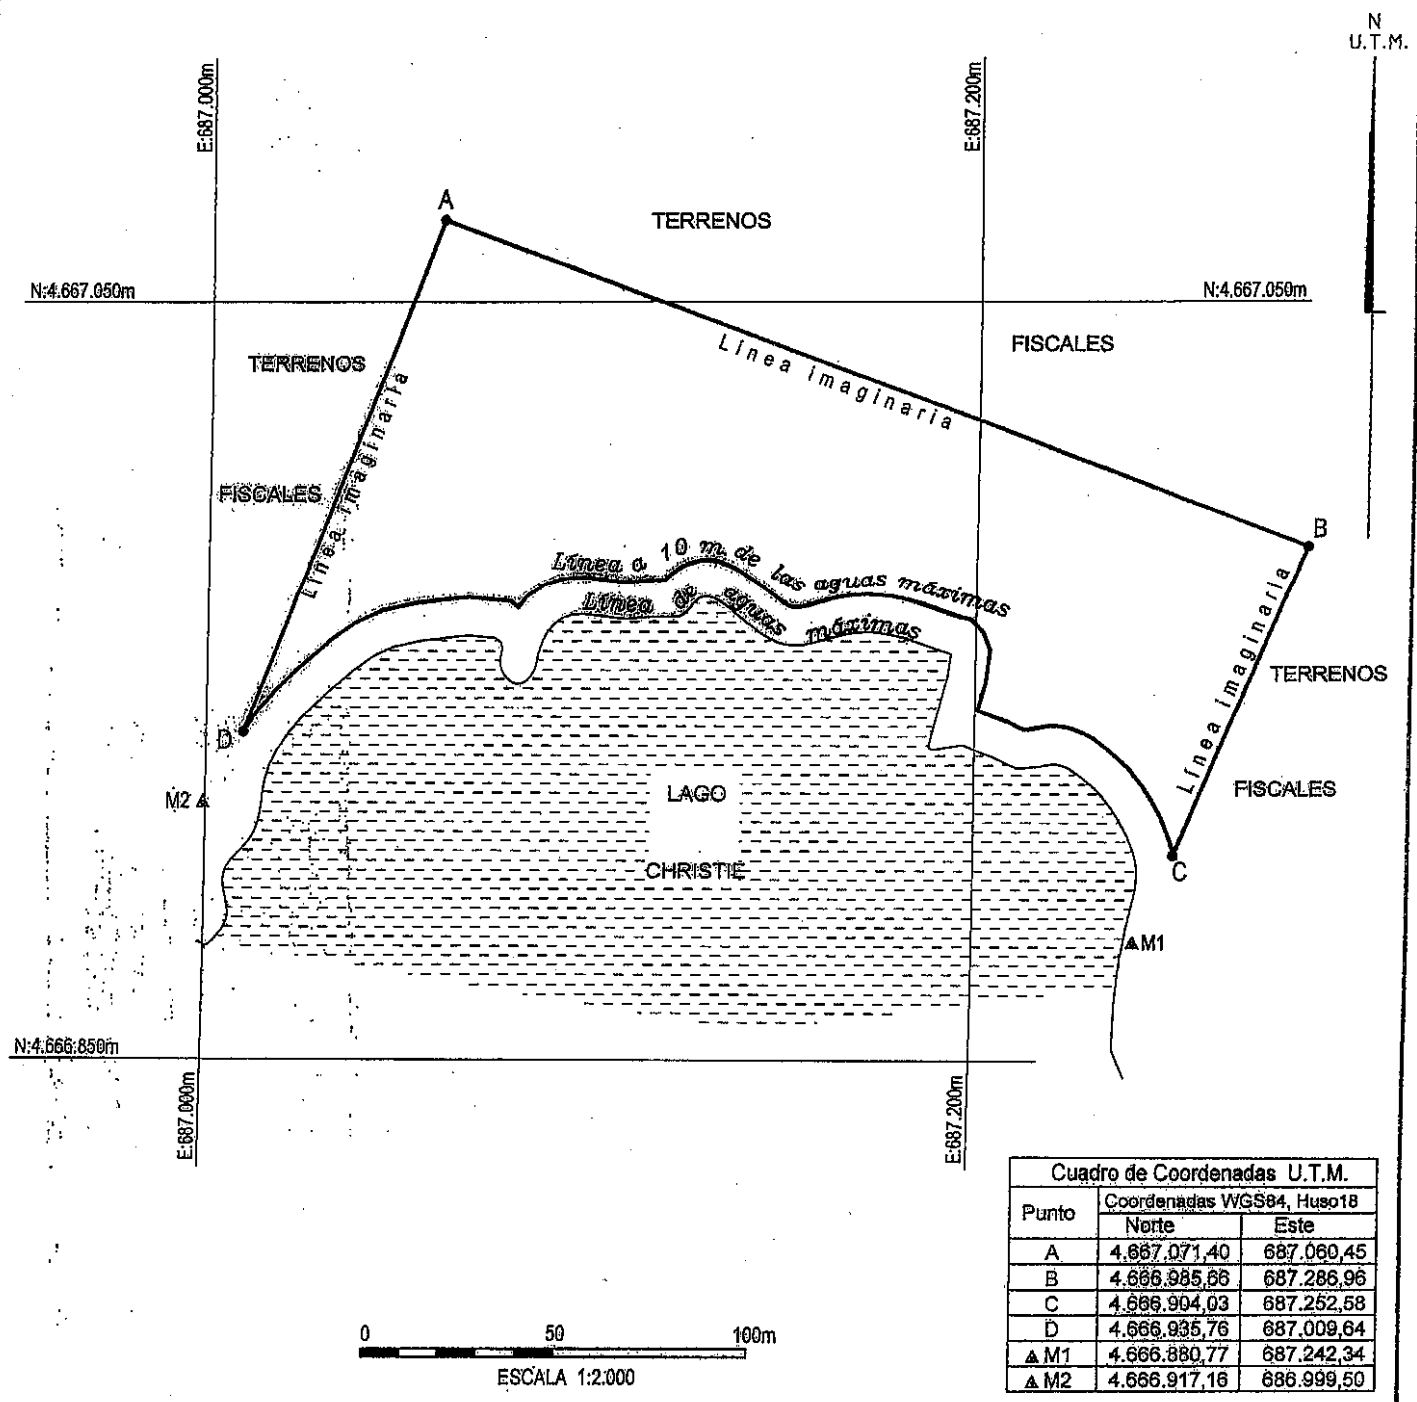 N
U.T.M.
E:687.000m
E:687.200m
A
TERRENOS
N:4.667.050m
N:4.667.050m
FISCALES
Línea imaginaria
TERRENOS
Línea imaginaria
FISCALES
B
Línea a 10 m. de las aguas máximas
Línea de aguas máximas
Línea imaginaria
TERRENOS
D
M2
LAGO
FISCALES
CHRISTIE
C
M1
N:4.666.850m
E:687.000m
E:687.200m
Cuadro de Coordenadas U.T.M.
Punto Coordenadas WGS84, Huso18
Norte Este
A 4.667.071,40 687.060,45
B 4.666.985,66 687.286,96
C 4.666.904,03 687.252,58
D 4.666.935,76 687.009,64
M1 4.666.880,77 687.242,34
M2 4.666.917,16 686.999,50
0 50 100m
ESCALA 1:2.000